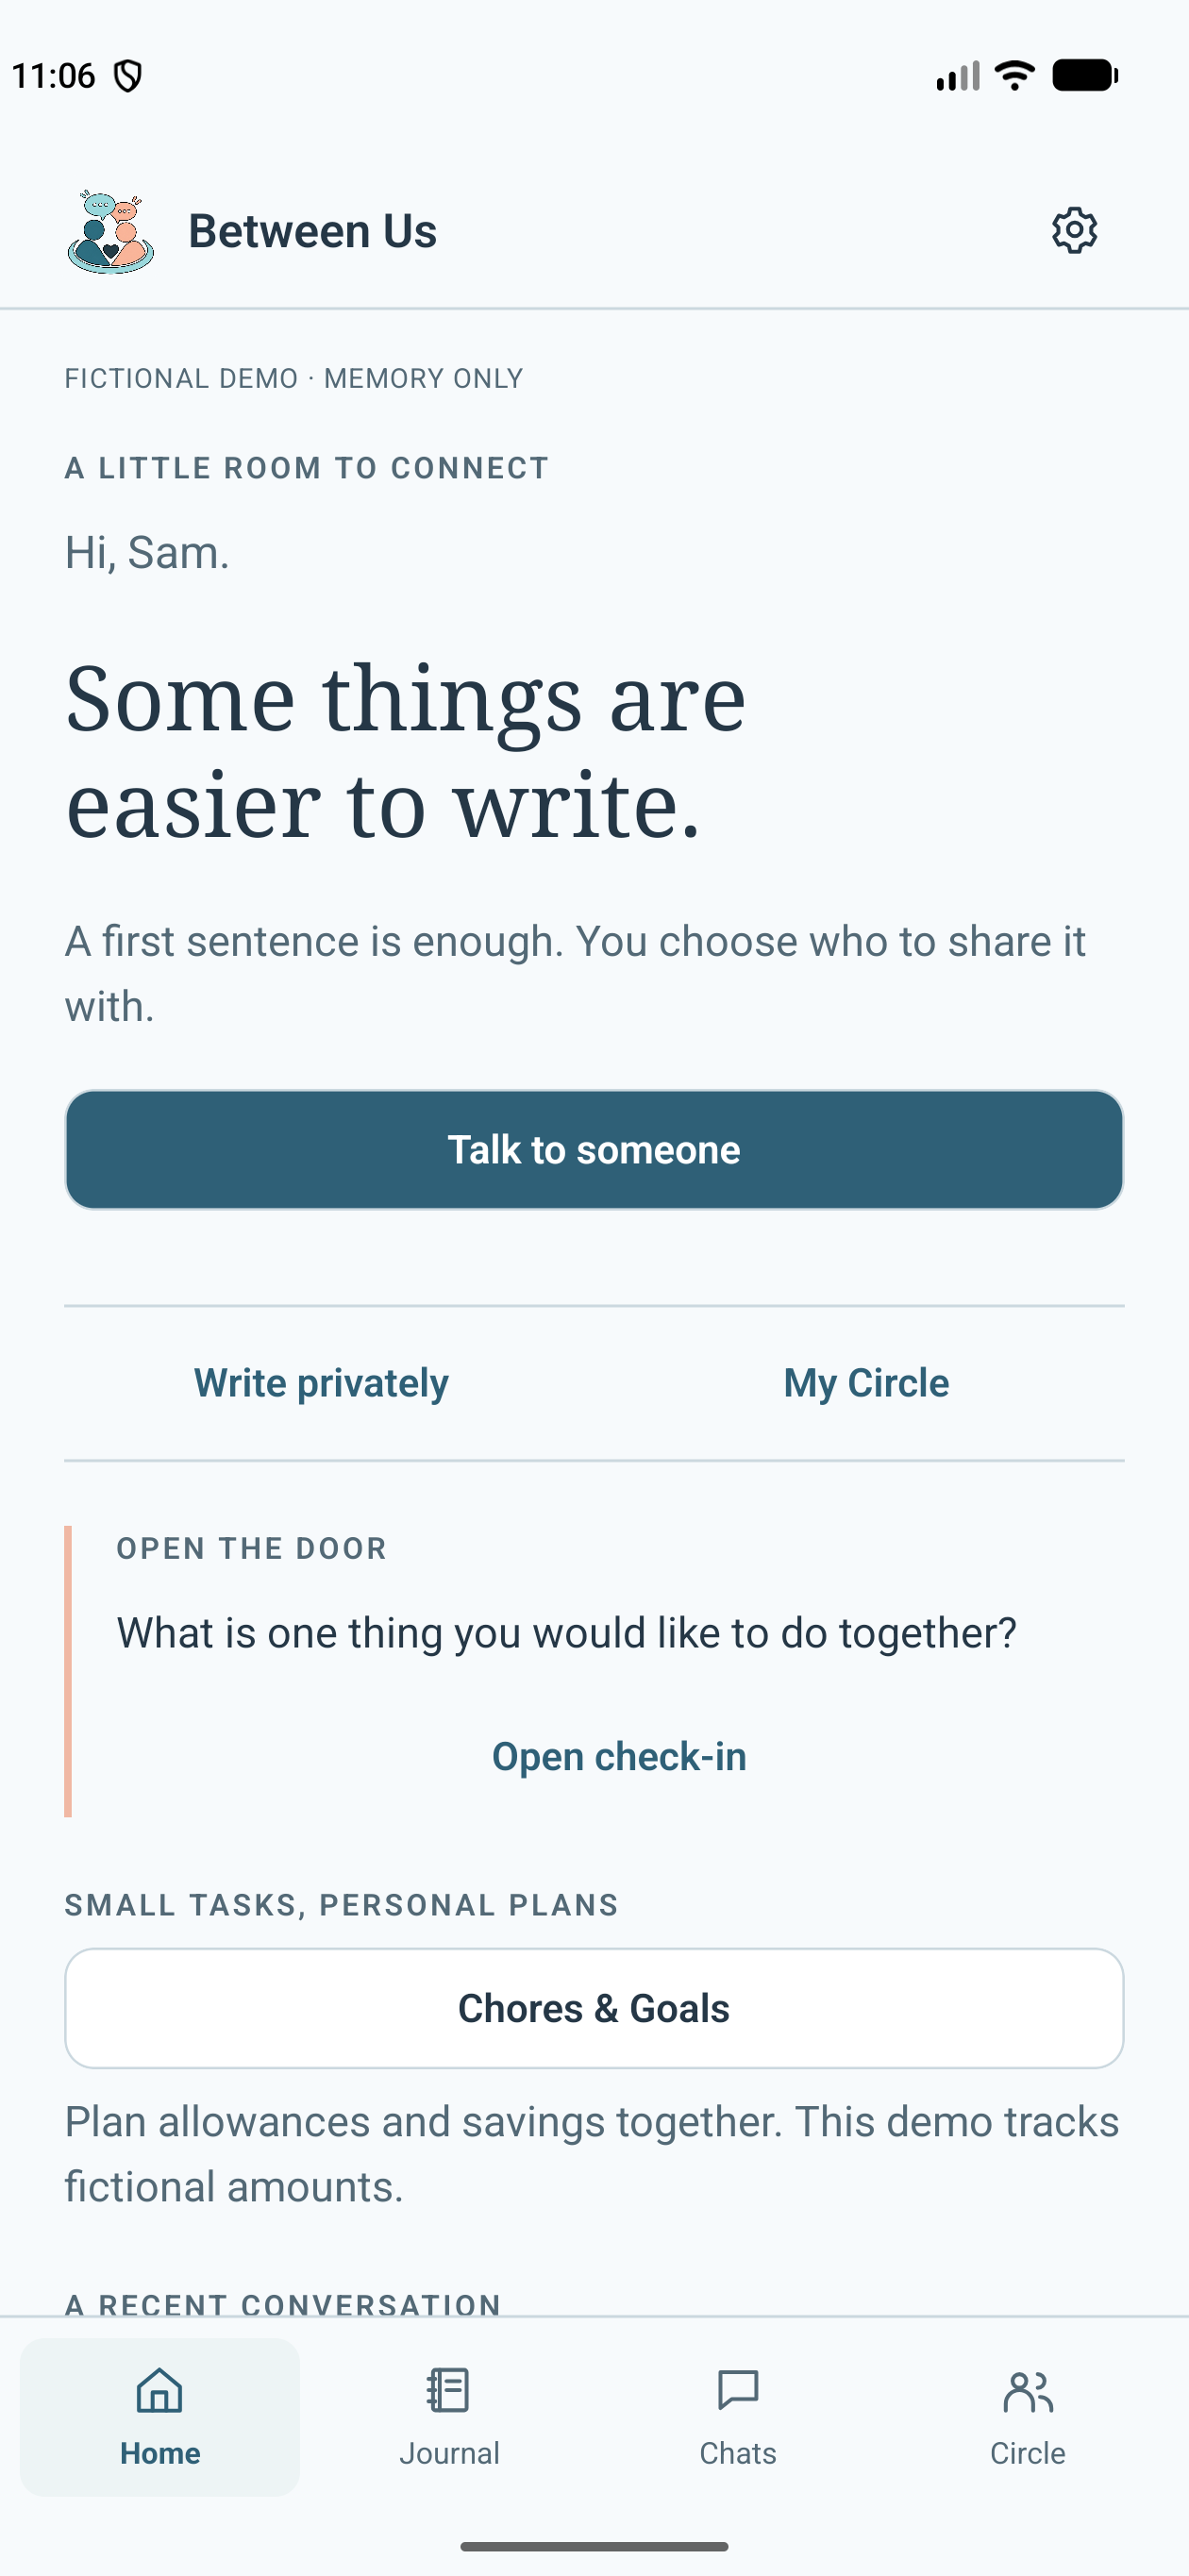 11:06
Between Us
FICTIONAL DEMO · MEMORY ONLY
A LITTLE ROOM TO CONNECT
Hi, Sam.
Some things are
easier to write.
A first sentence is enough. You choose who to share it
with.
Talk to someone
Write privately
My Circle
OPEN THE DOOR
What is one thing you would like to do together?
Open check-in
SMALL TASKS, PERSONAL PLANS
Chores & Goals
Plan allowances and savings together. This demo tracks
fictional amounts.
A RECENT CONVERSATION
Home
Journal
Chats
Circle